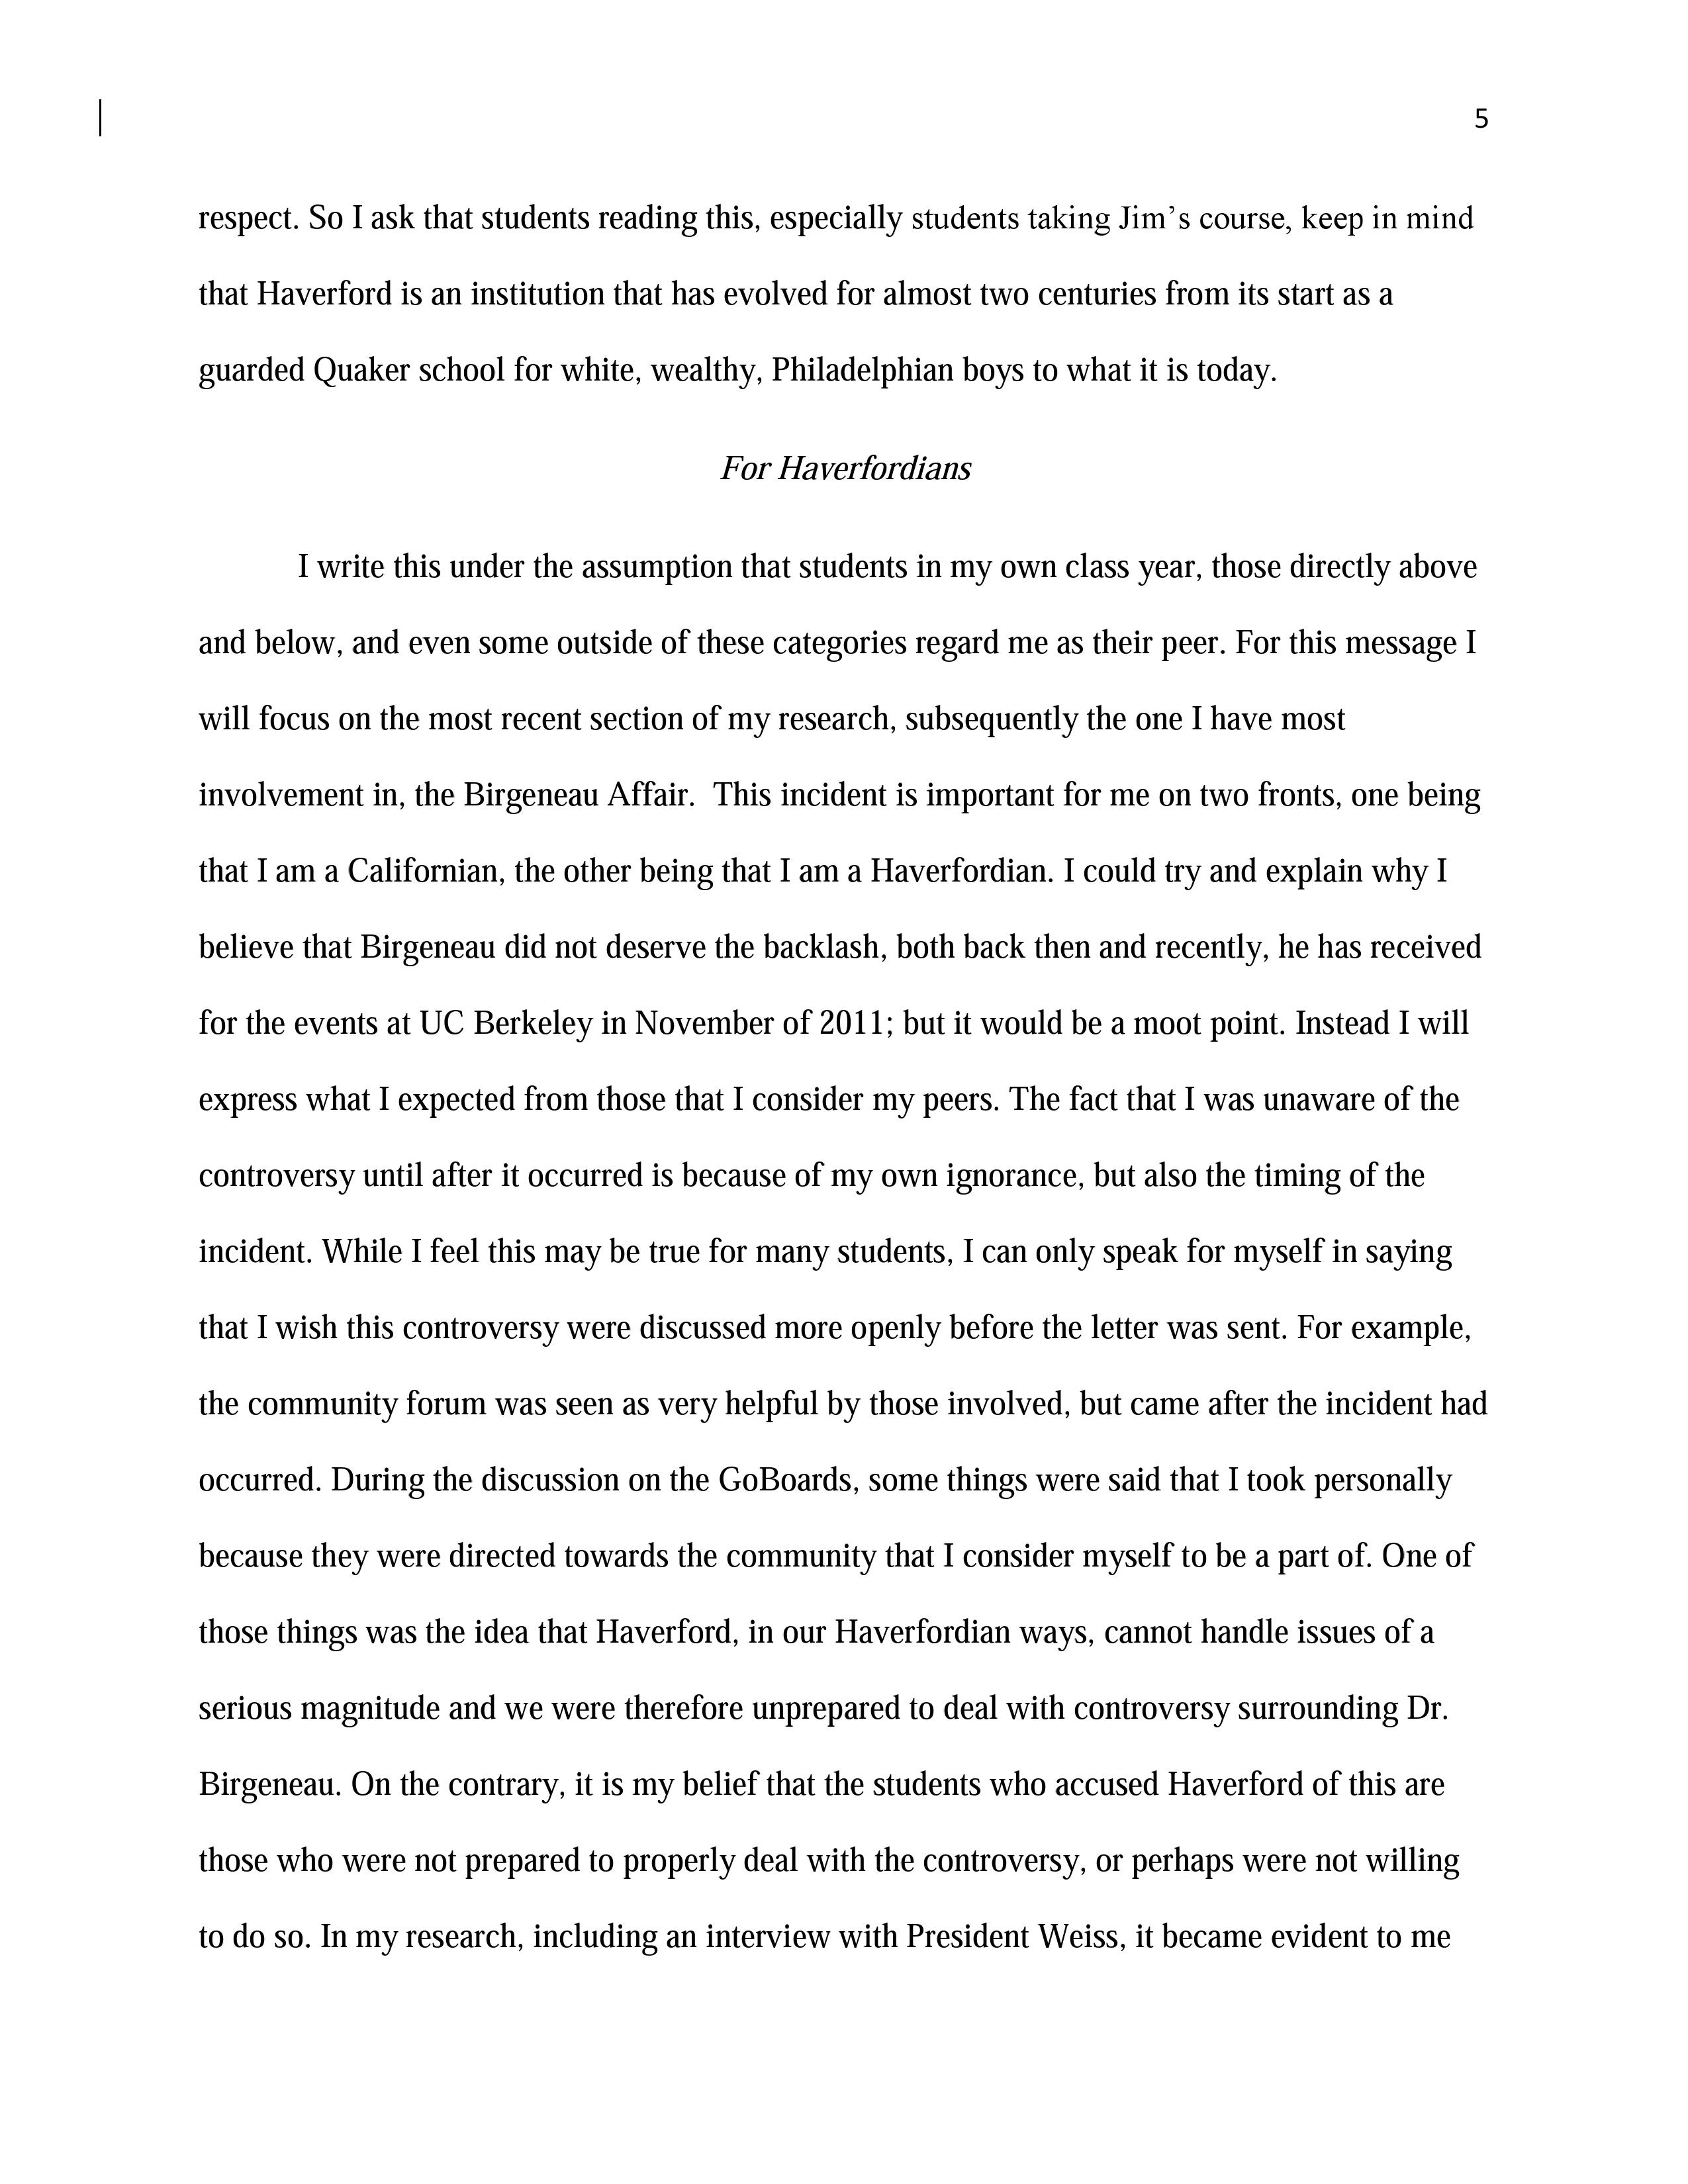 5
respect. So I ask that students reading this, especially students taking Jim’s course, keep in mind
that Haverford is an institution that has evolved for almost two centuries from its start as a
guarded Quaker school for white, wealthy, Philadelphian boys to what it is today.
For Haverfordians
I write this under the assumption that students in my own class year, those directly above
and below, and even some outside of these categories regard me as their peer. For this message I
will focus on the most recent section of my research, subsequently the one I have most
involvement in, the Birgeneau Affair.  This incident is important for me on two fronts, one being
that I am a Californian, the other being that I am a Haverfordian. I could try and explain why I
believe that Birgeneau did not deserve the backlash, both back then and recently, he has received
for the events at UC Berkeley in November of 2011; but it would be a moot point. Instead I will
express what I expected from those that I consider my peers. The fact that I was unaware of the
controversy until after it occurred is because of my own ignorance, but also the timing of the
incident. While I feel this may be true for many students, I can only speak for myself in saying
that I wish this controversy were discussed more openly before the letter was sent. For example,
the community forum was seen as very helpful by those involved, but came after the incident had
occurred. During the discussion on the GoBoards, some things were said that I took personally
because they were directed towards the community that I consider myself to be a part of. One of
those things was the idea that Haverford, in our Haverfordian ways, cannot handle issues of a
serious magnitude and we were therefore unprepared to deal with controversy surrounding Dr.
Birgeneau. On the contrary, it is my belief that the students who accused Haverford of this are
those who were not prepared to properly deal with the controversy, or perhaps were not willing
to do so. In my research, including an interview with President Weiss, it became evident to me